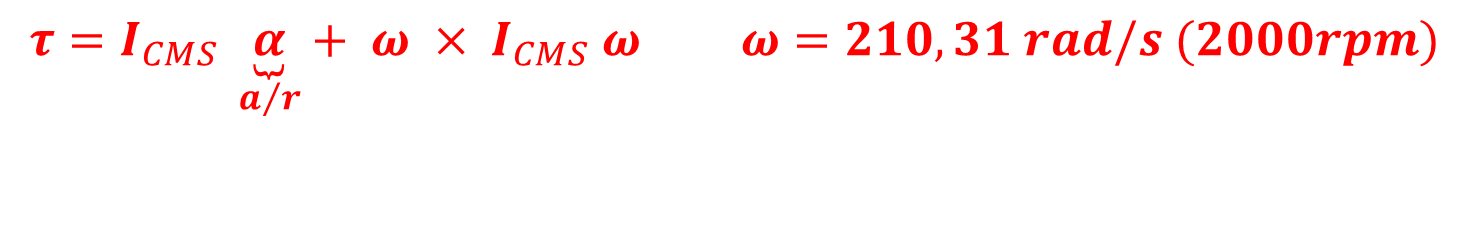 τ = I_CMS α + ω × I_CMS ω ω = 210,31 rad/s (2000rpm)
a/r